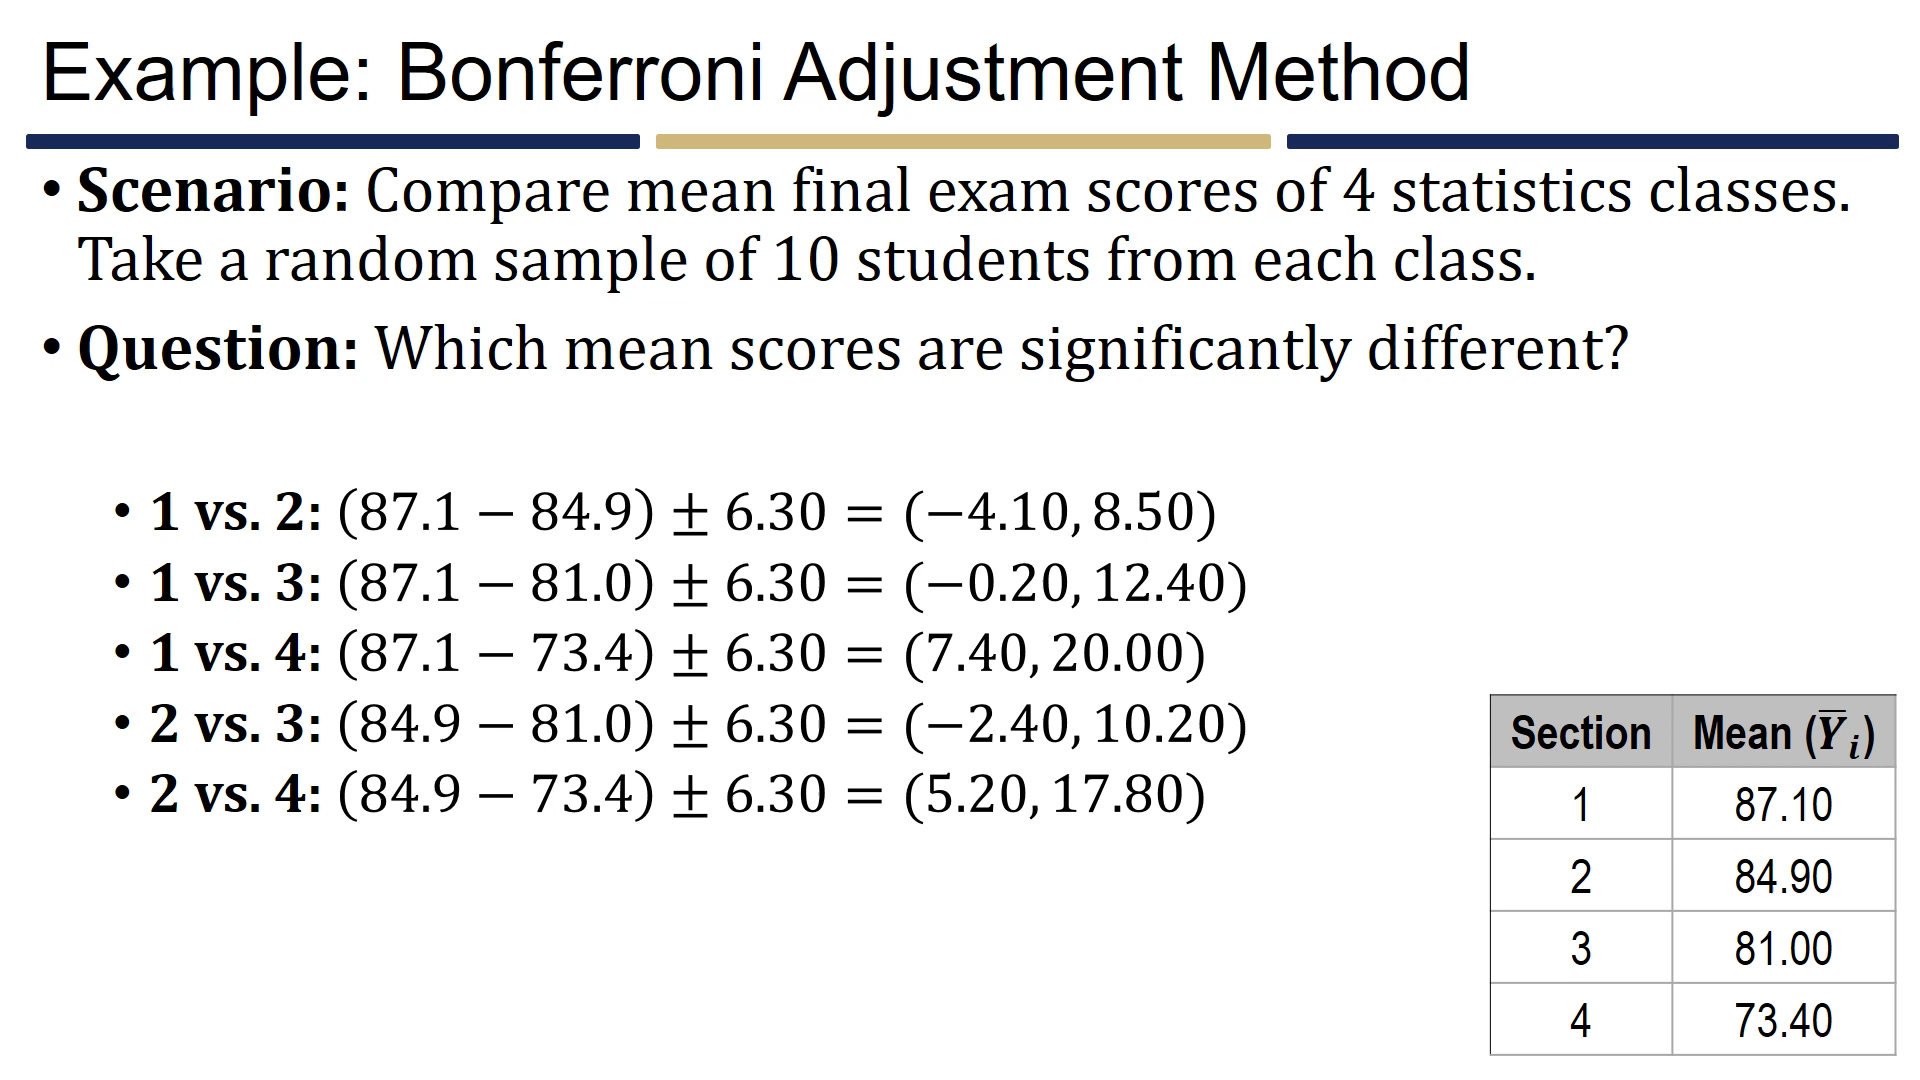 Example: Bonferroni Adjustment Method
• Scenario: Compare mean final exam scores of 4 statistics classes.
Take a random sample of 10 students from each class.
• Question: Which mean scores are significantly different?
• 1 vs. 2: (87.1 − 84.9) ± 6.30 = (−4.10, 8.50)
• 1 vs. 3: (87.1 − 81.0) ± 6.30 = (−0.20, 12.40)
• 1 vs. 4: (87.1 − 73.4) ± 6.30 = (7.40, 20.00)
• 2 vs. 3: (84.9 − 81.0) ± 6.30 = (−2.40, 10.20)
• 2 vs. 4: (84.9 − 73.4) ± 6.30 = (5.20, 17.80)
Section Mean (Y̅ᵢ)
1 87.10
2 84.90
3 81.00
4 73.40